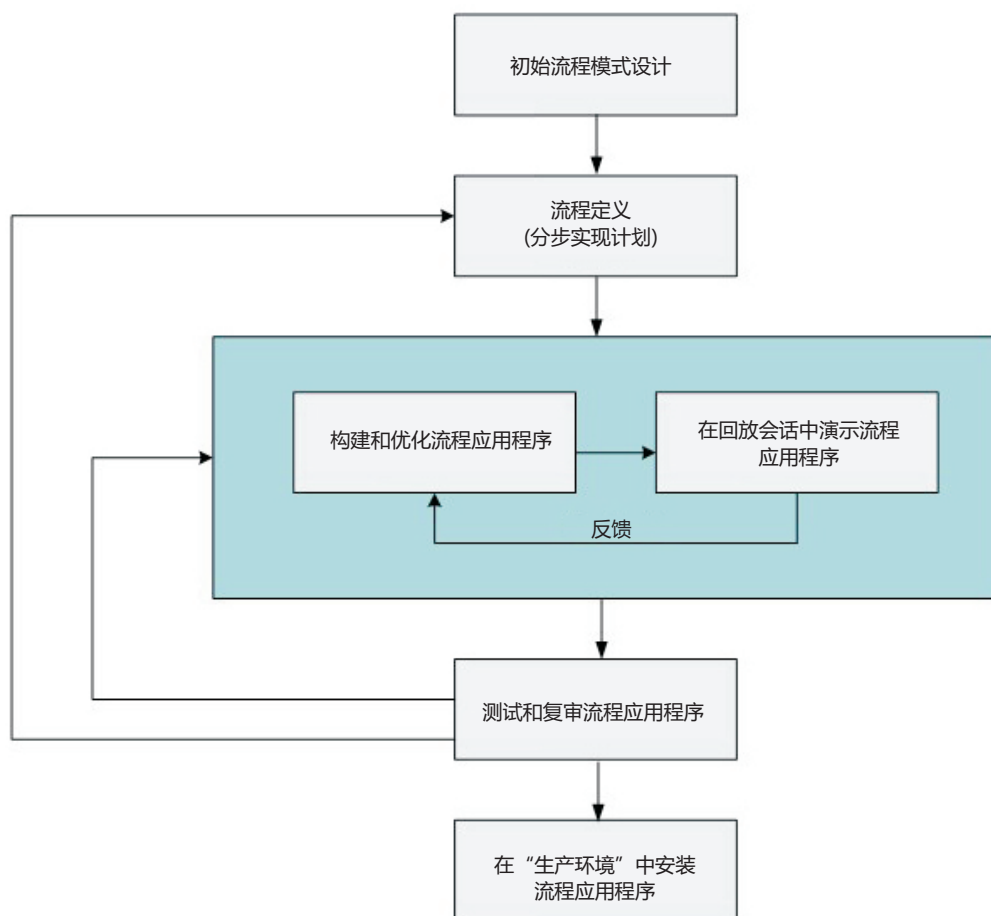 初始流程模式设计
流程定义
(分步实现计划)
构建和优化流程应用程序
在回放会话中演示流程
应用程序
反馈
测试和复审流程应用程序
在“生产环境”中安装
流程应用程序